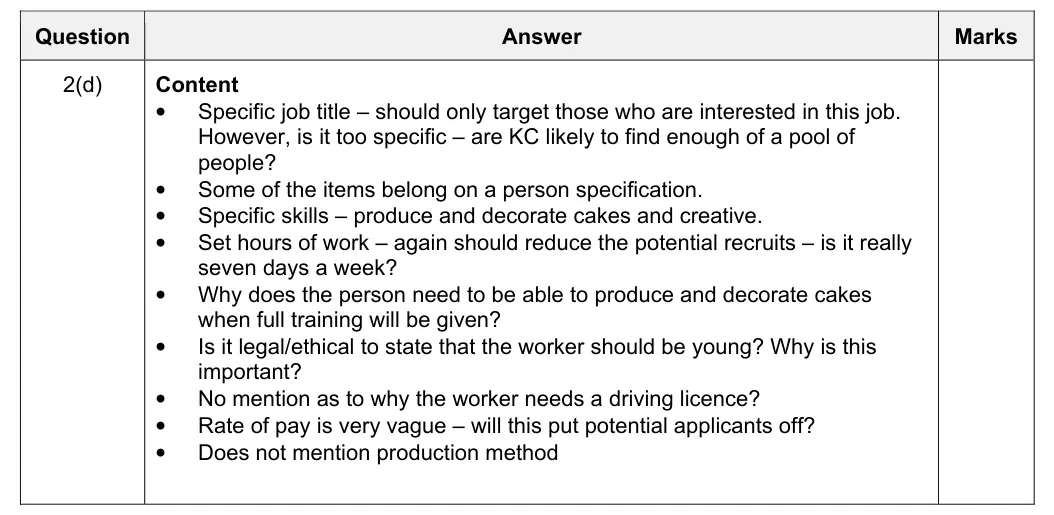 Question Answer Marks
2(d) Content
• Specific job title – should only target those who are interested in this job.
However, is it too specific – are KC likely to find enough of a pool of
people?
• Some of the items belong on a person specification.
• Specific skills – produce and decorate cakes and creative.
• Set hours of work – again should reduce the potential recruits – is it really
seven days a week?
• Why does the person need to be able to produce and decorate cakes
when full training will be given?
• Is it legal/ethical to state that the worker should be young? Why is this
important?
• No mention as to why the worker needs a driving licence?
• Rate of pay is very vague – will this put potential applicants off?
• Does not mention production method